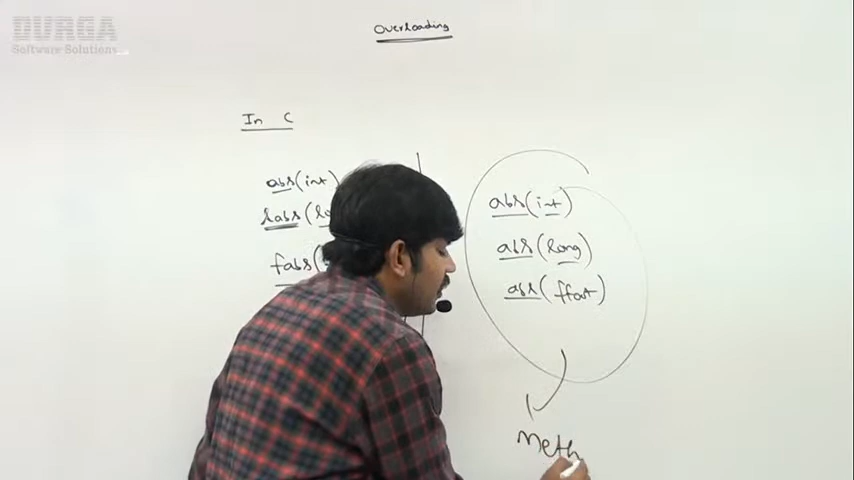 DURGA
Software Solutions
Overloading
In C
abs(int)
labs(lo
fabs(
abs(int)
abs(long)
abs(float)
Meth